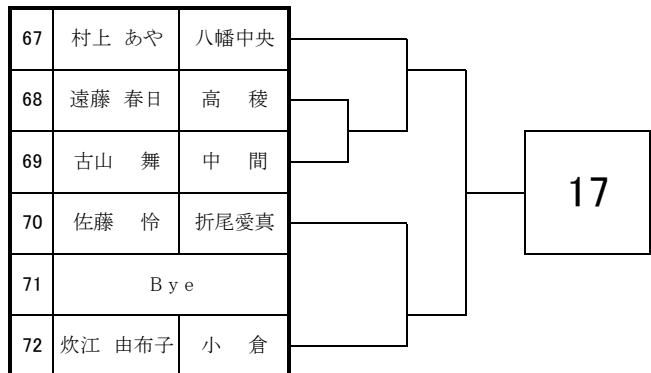 67 村上 あや 八幡中央
68 遠藤 春日 高 稜
69 古山 舞 中 間
70 佐藤 怜 折尾愛真
71 Bye
72 炊江 由布子 小 倉
17